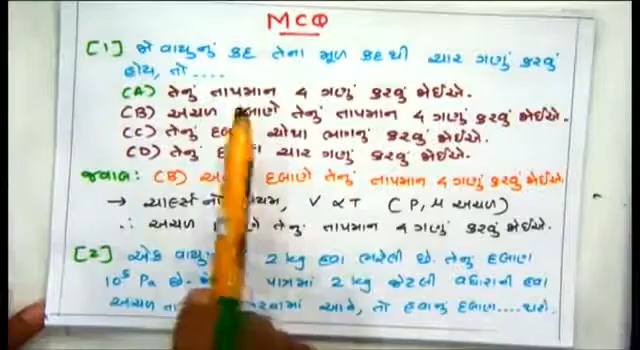 MCQ
[1] જે વાયુનું કદ તેના મૂળ કદથી ચાર ગણું કરવું
હોય, તો ....
(A) તેનું તાપમાન 4 ગણું કરવું જોઈએ.
(B) અચળ દબાણે તેનું તાપમાન 4 ગણું કરવું જોઈએ.
(C) તેનું ચોથા ભાગનું કરવું જોઈએ.
(D) તેનું ચાર ગણું કરવું જોઈએ.
જવાબ: (B) દબાણે તેનું તાપમાન 4 ગણું કરવું જોઈએ.
→ ચાર્લ્સનો V ∝ T (P, μ અચળ)
∴ અચળ તેનું તાપમાન 4 ગણું કરવું જોઈએ.
[2] એક 2 kg હવા ભરેલી છે. તેનું દબાણ
10⁵ Pa છે. પાત્રમાં 2 kg જેટલી વધારાની હવા
અચળ આવે, તો હવાનું દબાણ .... થશે.